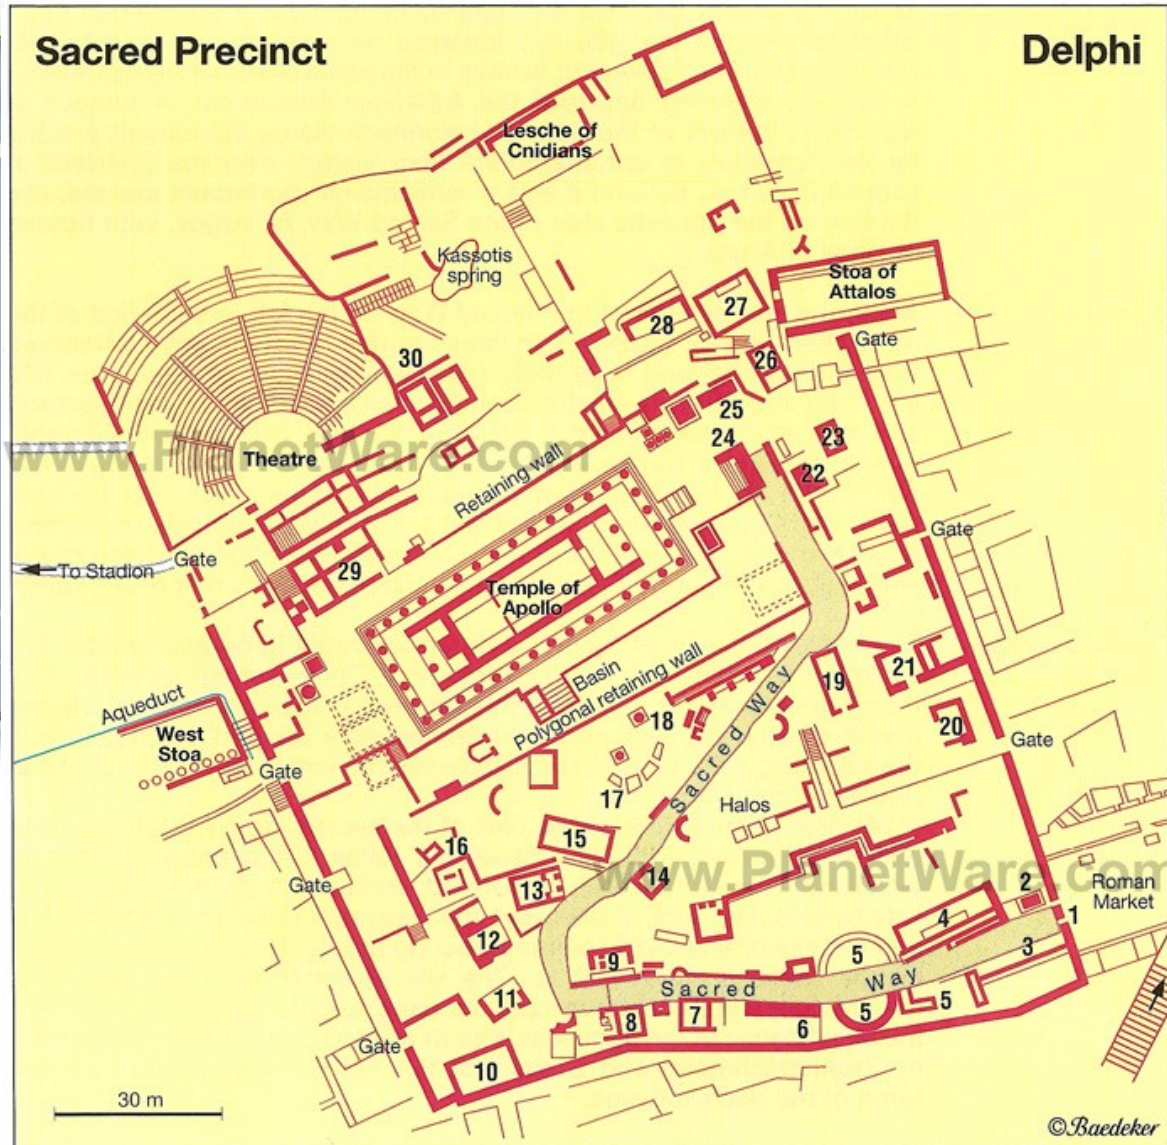 Sacred Precinct
Delphi
Lesche of
Cnidians
Kassotis
spring
Stoa of
Attalos
27
28
Gate
26
30
25
24
23
22
www.PlanetWare.com
Theatre
Retaining wall
Gate
To Stadion
29
Gate
Temple of
Apollo
Basin
Polygonal retaining wall
21
19
20
Aqueduct
West
Stoa
18
Sacred Way
Gate
Gate
17
Halos
15
16
www.PlanetWare.com
Gate
13
14
Roman
Market
2
1
4
3
12
9
5
Sacred Way
11
5
5
8
7
6
Gate
10
30 m
©Baedeker